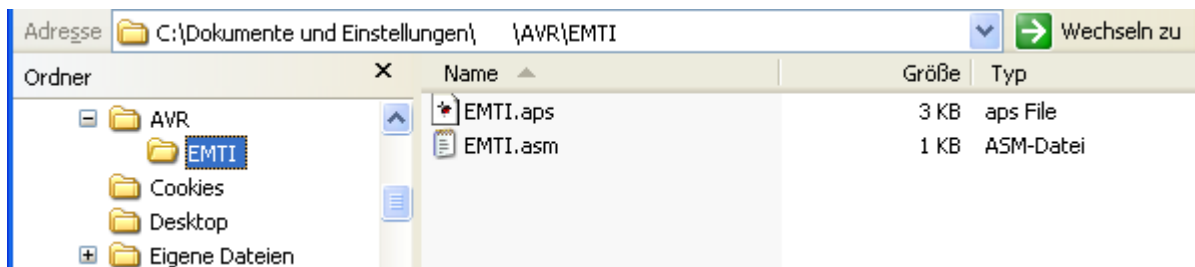 Adresse C:\Dokumente und Einstellungen\ \AVR\EMTI Wechseln zu
Ordner × Name Größe Typ
AVR EMTI.aps 3 KB aps File
EMTI EMTI.asm 1 KB ASM-Datei
Cookies
Desktop
Eigene Dateien